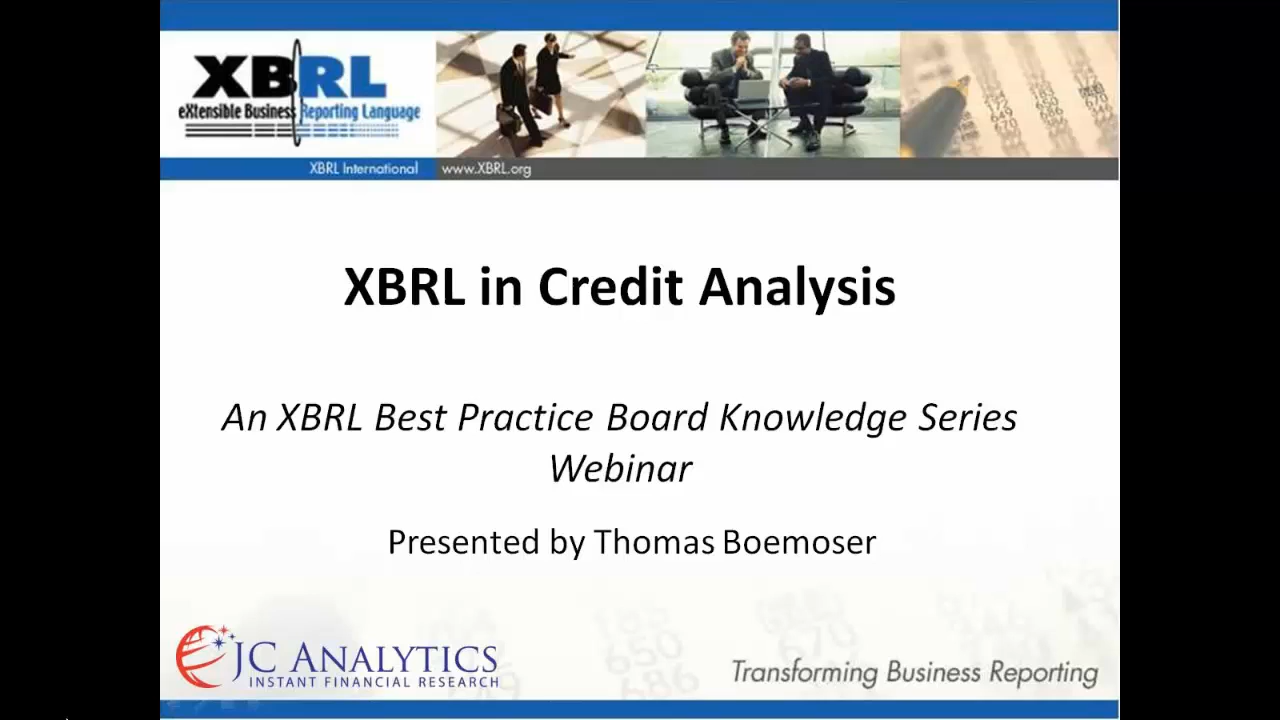 XBRL
eXtensible Business Reporting Language
XBRL International
www.XBRL.org
XBRL in Credit Analysis
An XBRL Best Practice Board Knowledge Series
Webinar
Presented by Thomas Boemoser
JC ANALYTICS
INSTANT FINANCIAL RESEARCH
Transforming Business Reporting